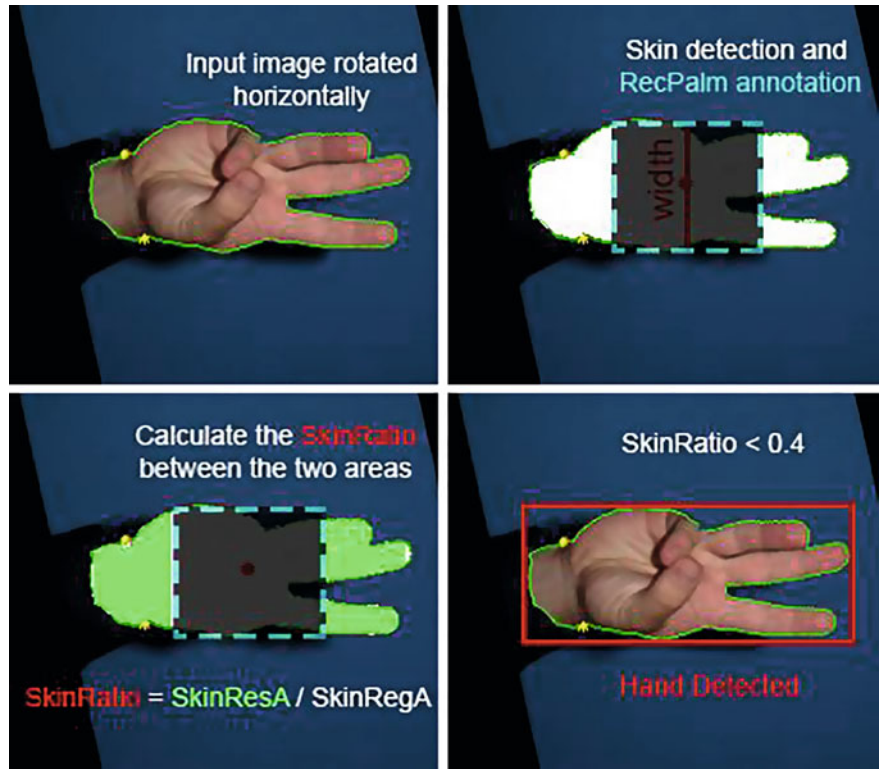 Input image rotated
horizontally
Skin detection and
RecPalm annotation
width
Calculate the SkinRatio
between the two areas
SkinRatio = SkinResA / SkinRegA
SkinRatio < 0.4
Hand Detected